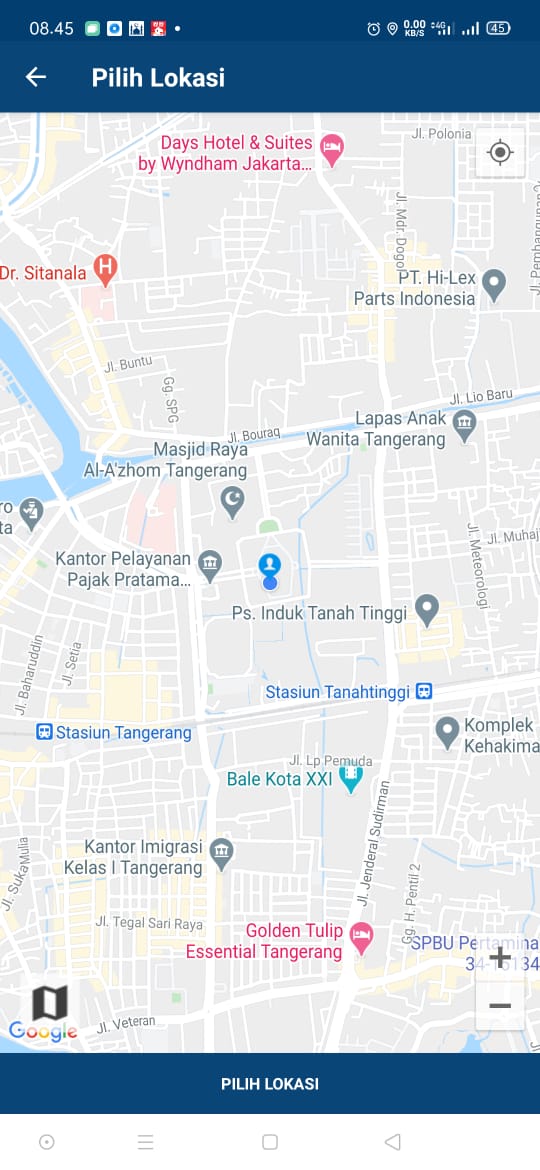 08.45
0.00
KB/S
4G
45
Pilih Lokasi
Days Hotel & Suites
by Wyndham Jakarta...
Jl. Polonia
Jl. Mdr. Dogol
Jl. Pembangunan
Dr. Sitanala
PT. Hi-Lex
Parts Indonesia
Jl. Buntu
Gg. SPG
Jl. Lio Baru
Lapas Anak
Wanita Tangerang
Jl. Bouraq
Masjid Raya
Al-A'zhom Tangerang
ro
ta
Jl. Meteorologi
Jl. Muhaji
Kantor Pelayanan
Pajak Pratama...
Ps. Induk Tanah Tinggi
Jl. Baharuddin
Jl. Setia
Stasiun Tanahtinggi
Stasiun Tangerang
Komplek
Kehakima
Jl. Lp Pemuda
Bale Kota XXI
Jl. Jenderal Sudirman
Kantor Imigrasi
Kelas I Tangerang
Jl. Suka Mulia
Gg. H. Pentil 2
Jl. Tegal Sari Raya
Golden Tulip
Essential Tangerang
SPBU Pertamina
34-15134
Google
Jl. Veteran
PILIH LOKASI